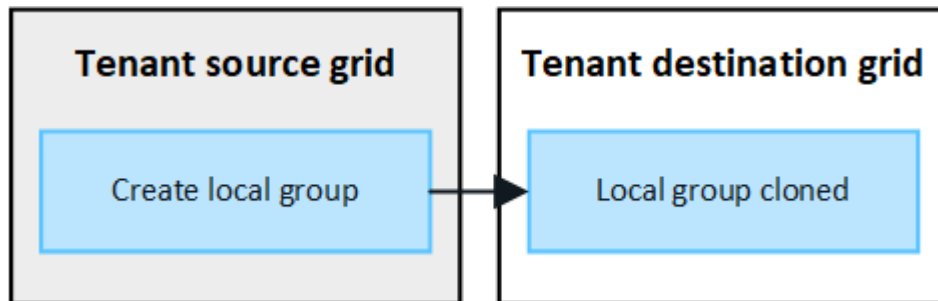 Tenant source grid
Create local group
Tenant destination grid
Local group cloned